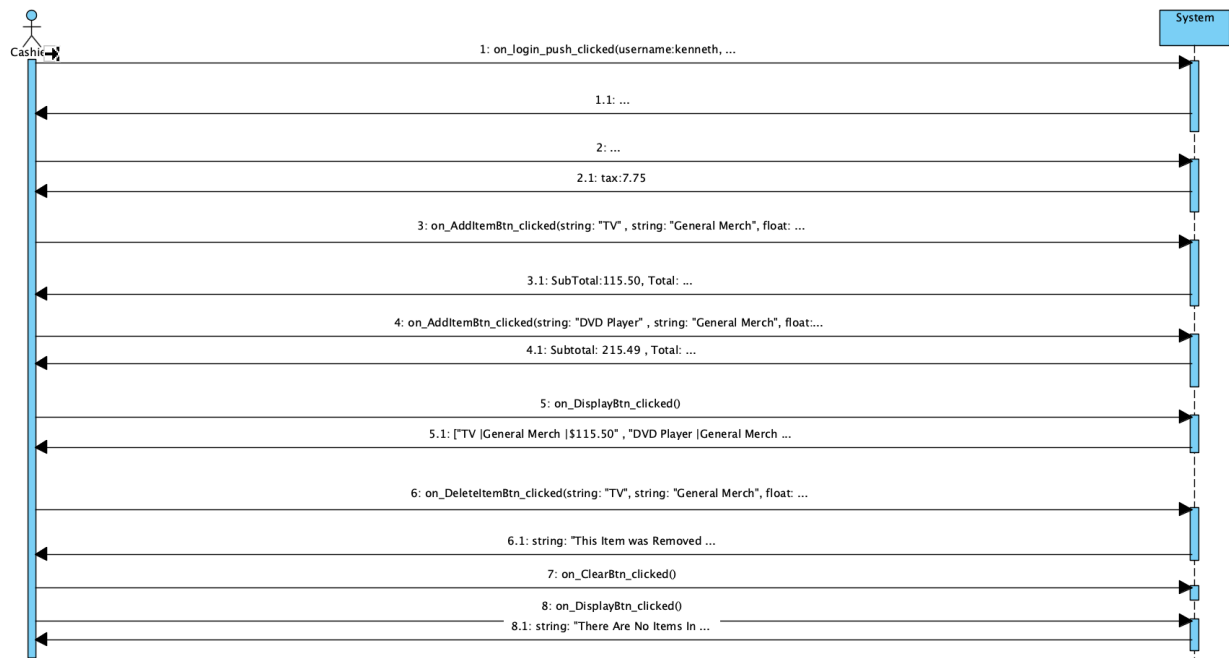 System
Cashie
1: on_login_push_clicked(username:kenneth, ...
1.1: ...
2: ...
2.1: tax:7.75
3: on_AddItemBtn_clicked(string: "TV" , string: "General Merch", float: ...
3.1: SubTotal:115.50, Total: ...
4: on_AddItemBtn_clicked(string: "DVD Player" , string: "General Merch", float:...
4.1: Subtotal: 215.49 , Total: ...
5: on_DisplayBtn_clicked()
5.1: ["TV |General Merch |$115.50" , "DVD Player |General Merch ...
6: on_DeleteItemBtn_clicked(string: "TV", string: "General Merch", float: ...
6.1: string: "This Item was Removed ...
7: on_ClearBtn_clicked()
8: on_DisplayBtn_clicked()
8.1: string: "There Are No Items In ...